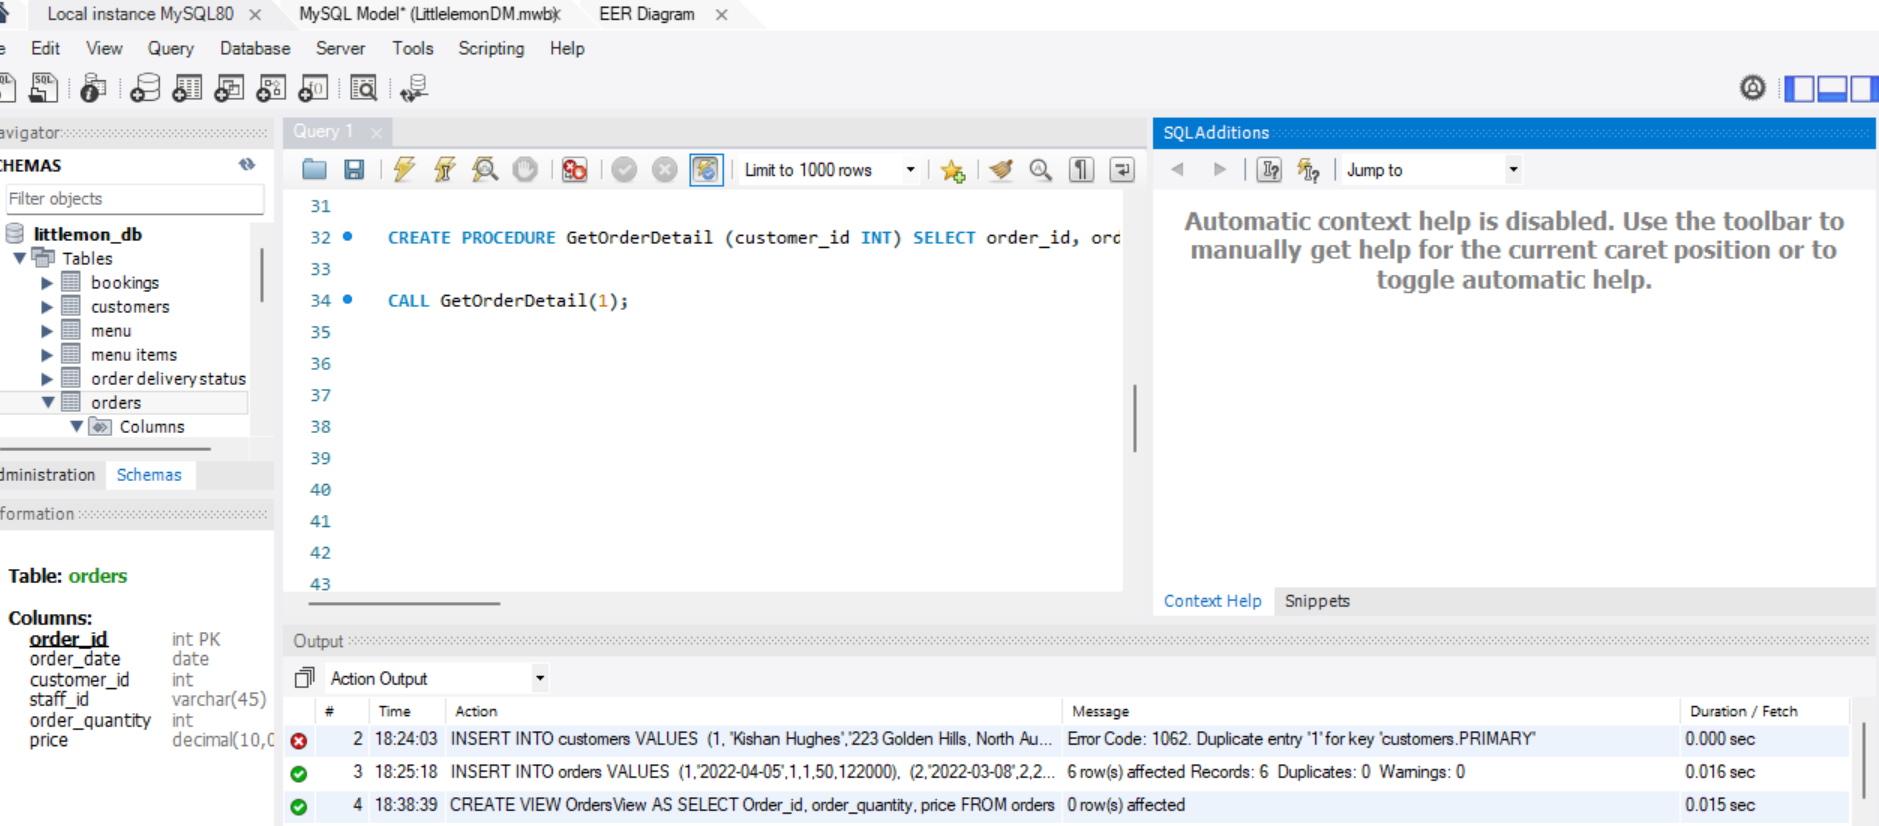 Local instance MySQL80
MySQL Model* (LittlelemonDM.mwb)
EER Diagram
Edit View Query Database Server Tools Scripting Help
avigator
Query 1
SQLAdditions
CHEMAS
Limit to 1000 rows
Jump to
Filter objects
littlemon_db
Tables
bookings
customers
menu
menu items
order delivery status
orders
Columns
31
32 CREATE PROCEDURE GetOrderDetail (customer_id INT) SELECT order_id, ord
33
34 CALL GetOrderDetail(1);
35
36
37
38
39
40
41
42
43
Automatic context help is disabled. Use the toolbar to
manually get help for the current caret position or to
toggle automatic help.
dministration Schemas
formation
Table: orders
Columns:
order_id int PK
order_date date
customer_id int
staff_id varchar(45)
order_quantity int
price decimal(10,0
Context Help Snippets
Output
Action Output
# Time Action Message Duration / Fetch
2 18:24:03 INSERT INTO customers VALUES (1, 'Kishan Hughes','223 Golden Hills, North Au... Error Code: 1062. Duplicate entry '1' for key 'customers.PRIMARY' 0.000 sec
3 18:25:18 INSERT INTO orders VALUES (1,'2022-04-05',1,1,50,122000), (2,'2022-03-08',2,2... 6 row(s) affected Records: 6 Duplicates: 0 Warnings: 0 0.016 sec
4 18:38:39 CREATE VIEW OrdersView AS SELECT Order_id, order_quantity, price FROM orders 0 row(s) affected 0.015 sec